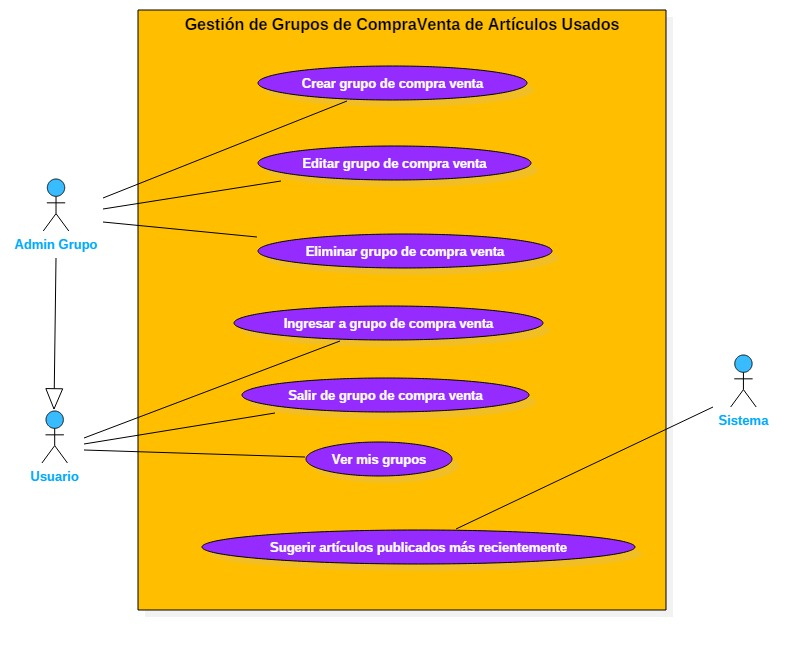 Gestión de Grupos de CompraVenta de Artículos Usados
Crear grupo de compra venta
Editar grupo de compra venta
Admin Grupo
Eliminar grupo de compra venta
Ingresar a grupo de compra venta
Salir de grupo de compra venta
Sistema
Ver mis grupos
Usuario
Sugerir artículos publicados más recientemente